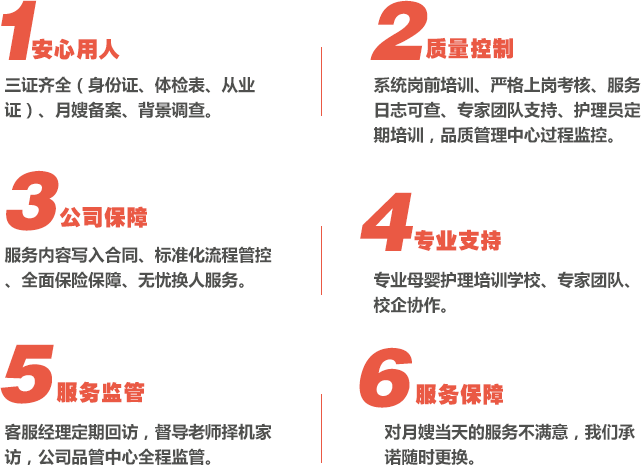 1 安心用人
三证齐全（身份证、体检表、从业
证）、月嫂备案、背景调查。
2 质量控制
系统岗前培训、严格上岗考核、服务
日志可查、专家团队支持、护理员定
期培训，品质管理中心过程监控。
3 公司保障
服务内容写入合同、标准化流程管控
、全面保险保障、无忧换人服务。
4 专业支持
专业母婴护理培训学校、专家团队、
校企协作。
5 服务监管
客服经理定期回访，督导老师择机家
访，公司品管中心全程监管。
6 服务保障
对月嫂当天的服务不满意，我们承
诺随时更换。